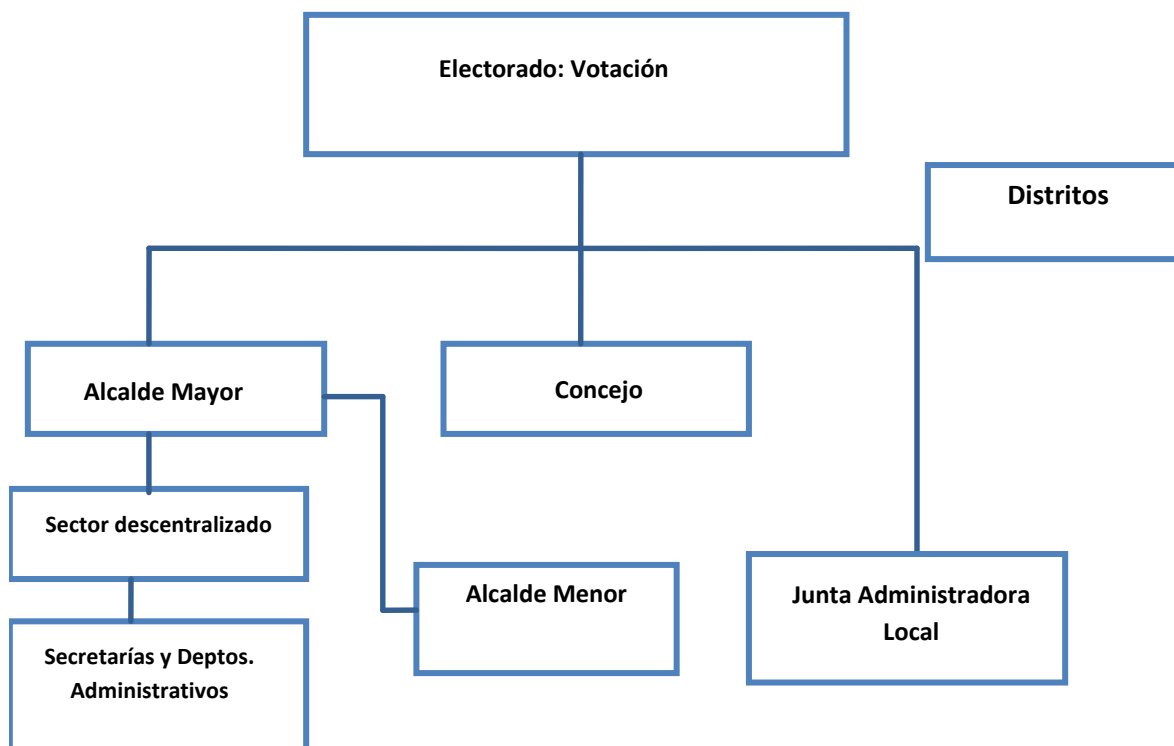 Electorado: Votación
Distritos
Alcalde Mayor
Concejo
Sector descentralizado
Alcalde Menor
Junta Administradora
Local
Secretarías y Deptos.
Administrativos